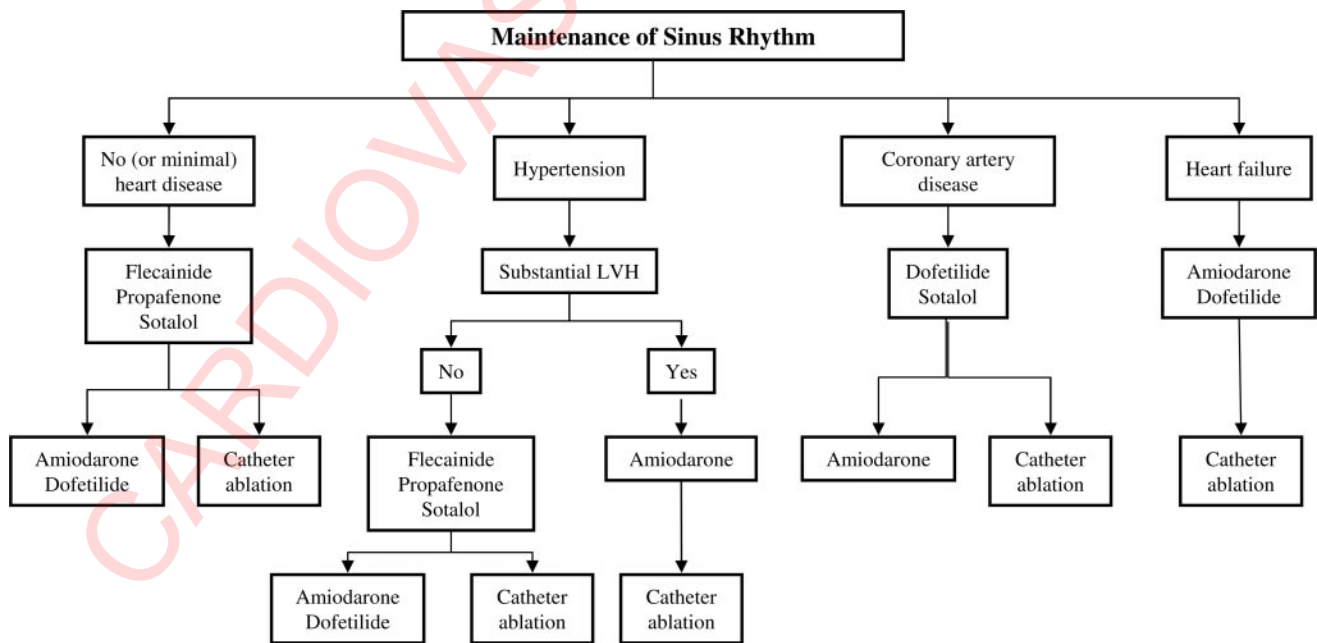 Maintenance of Sinus Rhythm
No (or minimal)
heart disease
Hypertension
Coronary artery
disease
Heart failure
Flecainide
Propafenone
Sotalol
Substantial LVH
Dofetilide
Sotalol
Amiodarone
Dofetilide
No
Yes
Amiodarone
Dofetilide
Catheter
ablation
Flecainide
Propafenone
Sotalol
Amiodarone
Amiodarone
Catheter
ablation
Catheter
ablation
Amiodarone
Dofetilide
Catheter
ablation
Catheter
ablation
CARDIOVAS